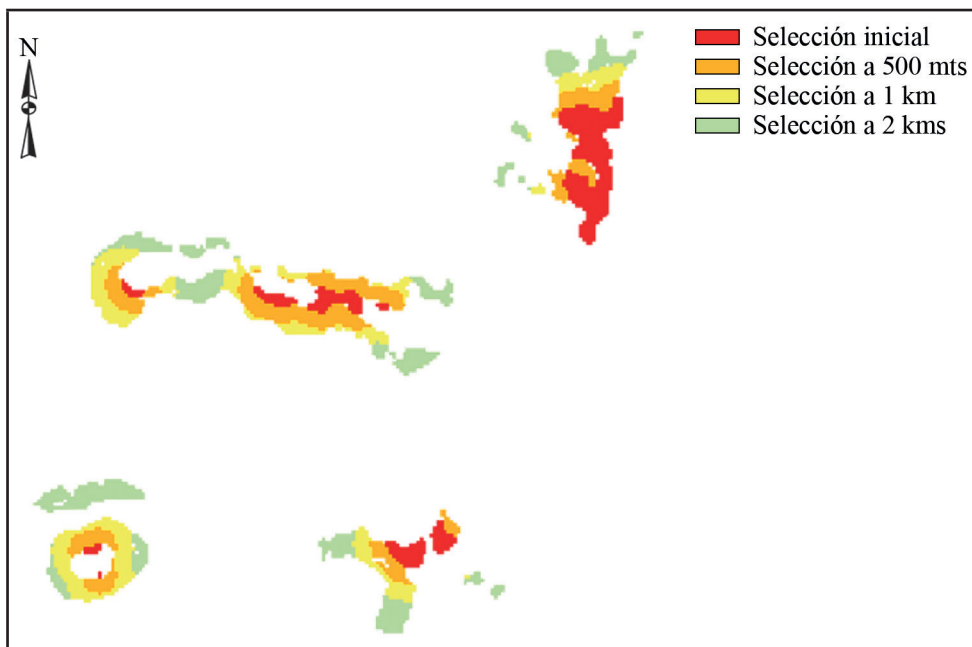 N
Selección inicial
Selección a 500 mts
Selección a 1 km
Selección a 2 kms